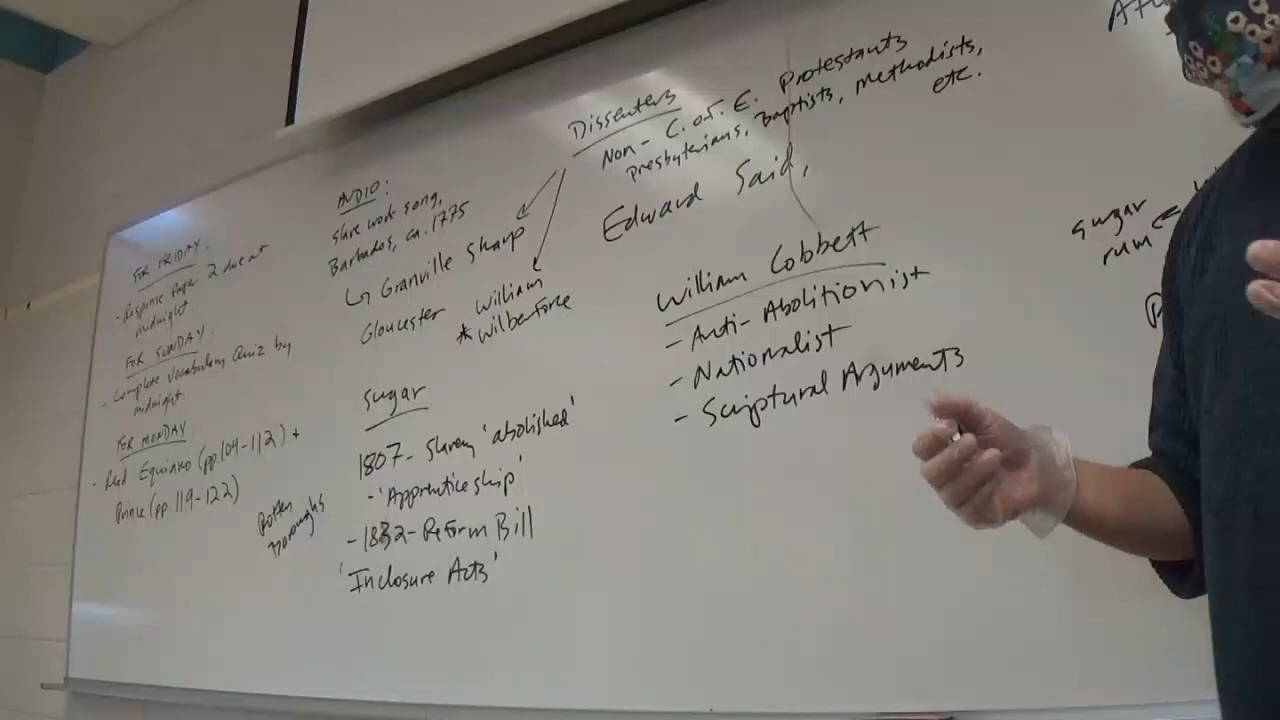 FOR FRIDAY:
- Response Paper 2 due at
midnight
FOR SUNDAY:
- Complete Vocabulary Quiz by
midnight.
FOR MONDAY
- Read Equiano (pp. 104-112) +
Prince (pp. 119-122)
AUDIO:
slave work song,
Barbados, ca. 1775
↳ Granville Sharp
Gloucester
William
* Wilberforce
Sugar
1807 - Slavery 'abolished'
- 'Apprenticeship'
- 1832 - Reform Bill
'Inclosure Acts'
Rotten
Boroughs
Dissenters
Non - C. of E. Protestants
Presbyterians, Baptists, Methodists,
etc.
Edward Said,
William Cobbett
- Anti-Abolitionist
- Nationalist
- Scriptural Arguments
sugar
rum